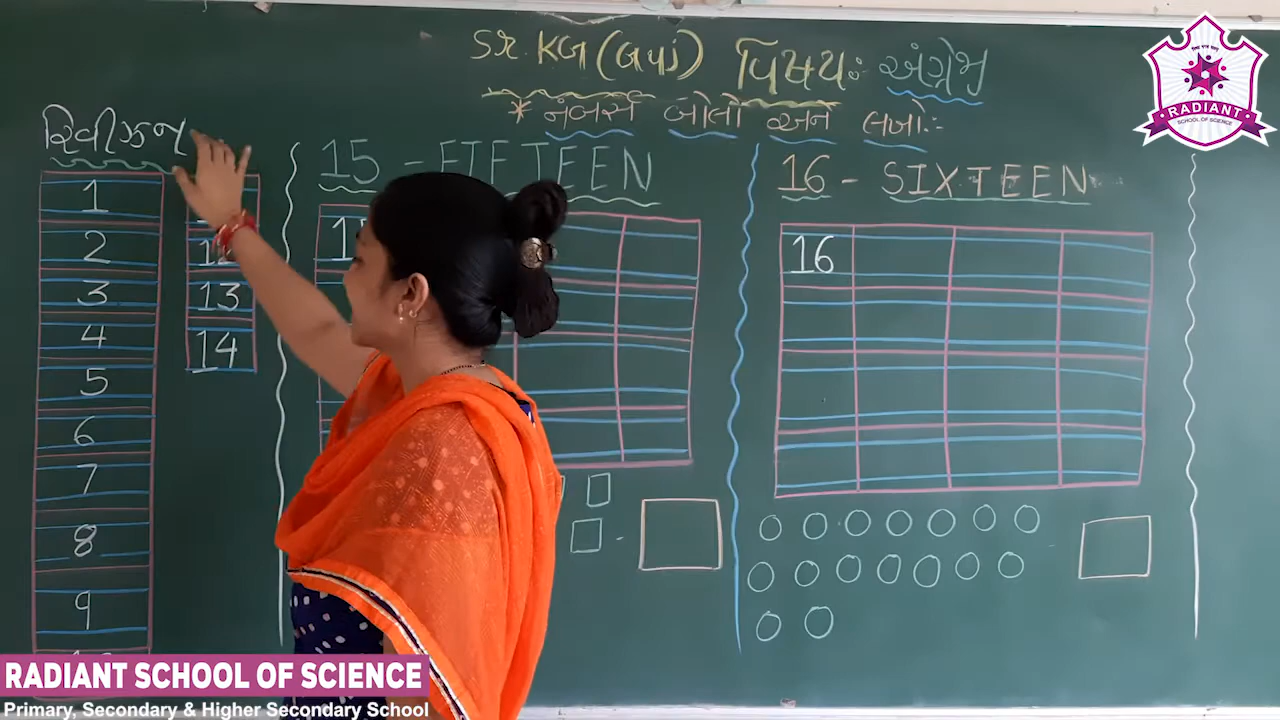 Sr. KG (ગુજ) વિષય: અંગ્રેજી
* નંબર્સ બોલો અને લખો:-
રિવીઝન
1
2
3
4
5
6
7
8
9
12
13
14
15 - FIFTEEN
16 - SIXTEEN
16
RADIANT
SCHOOL OF SCIENCE
RADIANT SCHOOL OF SCIENCE
Primary, Secondary & Higher Secondary School